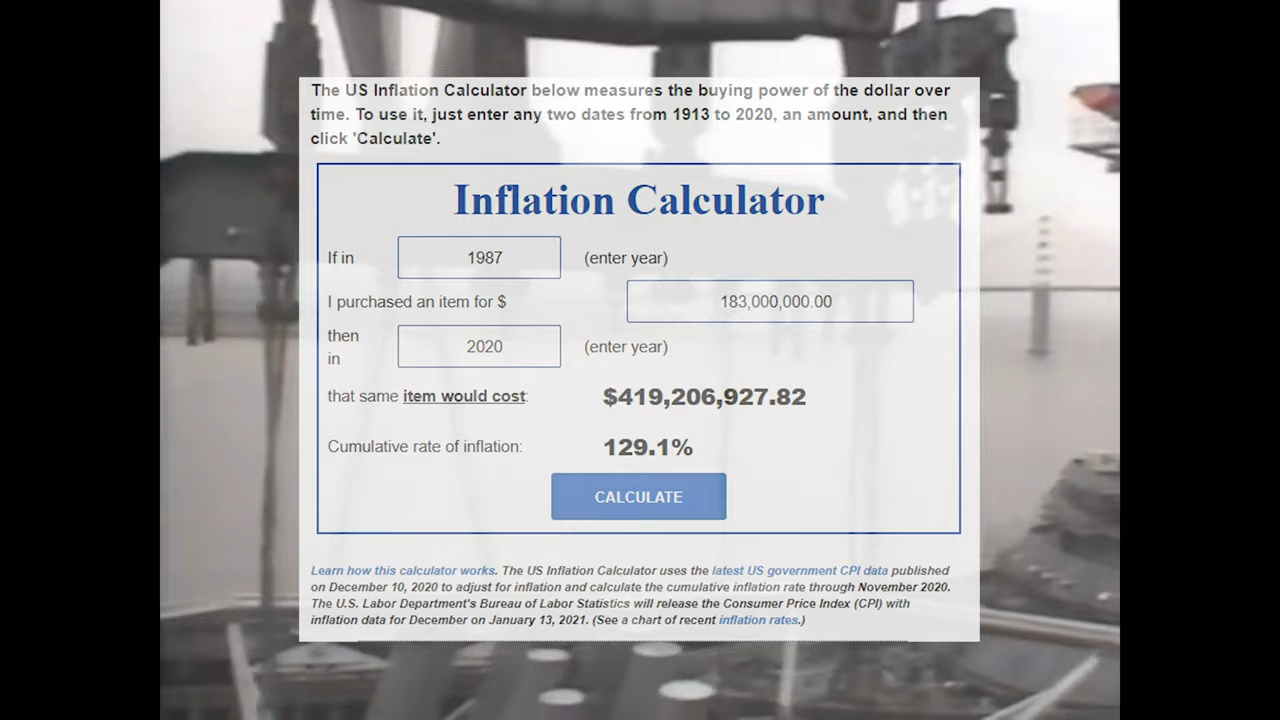 The US Inflation Calculator below measures the buying power of the dollar over
time. To use it, just enter any two dates from 1913 to 2020, an amount, and then
click 'Calculate'.
Inflation Calculator
If in 1987 (enter year)
I purchased an item for $ 183,000,000.00
then
in 2020 (enter year)
that same item would cost: $419,206,927.82
Cumulative rate of inflation: 129.1%
CALCULATE
Learn how this calculator works. The US Inflation Calculator uses the latest US government CPI data published
on December 10, 2020 to adjust for inflation and calculate the cumulative inflation rate through November 2020.
The U.S. Labor Department's Bureau of Labor Statistics will release the Consumer Price Index (CPI) with
inflation data for December on January 13, 2021. (See a chart of recent inflation rates.)